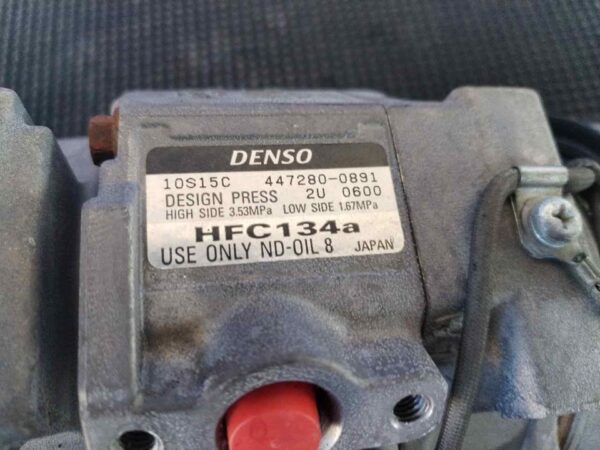 DENSO
10S15C 447280-0891
DESIGN PRESS 2U 0600
HIGH SIDE 3.53MPa LOW SIDE 1.67MPa
HFC134a
USE ONLY ND-OIL 8 JAPAN